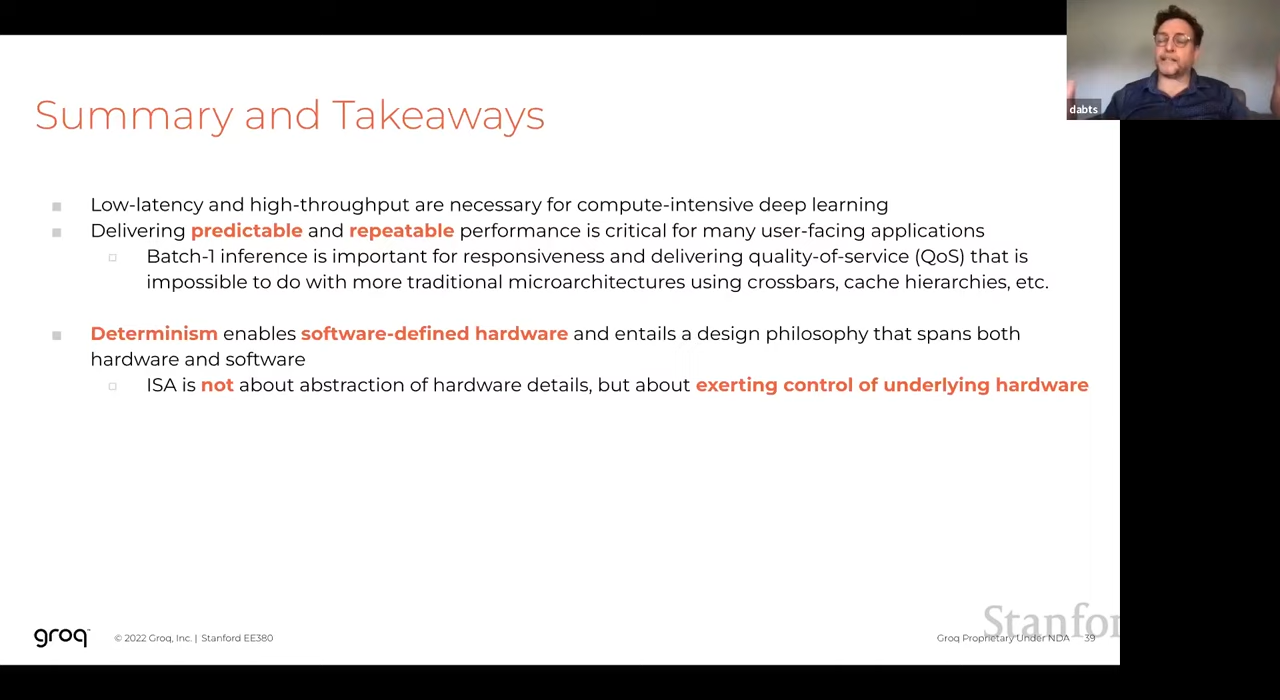 dabts
Summary and Takeaways
Low-latency and high-throughput are necessary for compute-intensive deep learning
Delivering predictable and repeatable performance is critical for many user-facing applications
Batch-1 inference is important for responsiveness and delivering quality-of-service (QoS) that is
impossible to do with more traditional microarchitectures using crossbars, cache hierarchies, etc.
Determinism enables software-defined hardware and entails a design philosophy that spans both
hardware and software
ISA is not about abstraction of hardware details, but about exerting control of underlying hardware
Stanfor
groq™ © 2022 Groq, Inc. | Stanford EE380 Groq Proprietary Under NDA 39